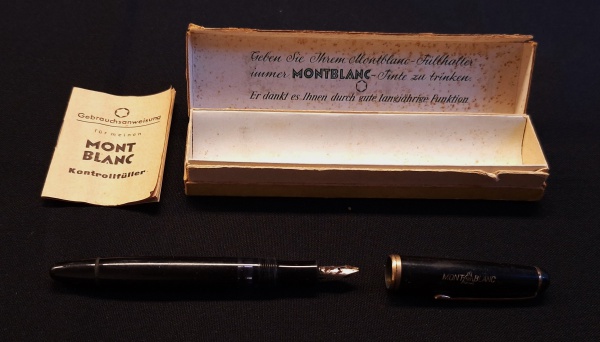 Geben Sie Ihrem Montblanc-Füllhalter
immer MONTBLANC-Tinte zu trinken.
Er dankt es Ihnen durch gute langjährige Funktion
Gebrauchsanweisung
für meinen
MONT
BLANC
Kontrollfüller
MONTBLANC